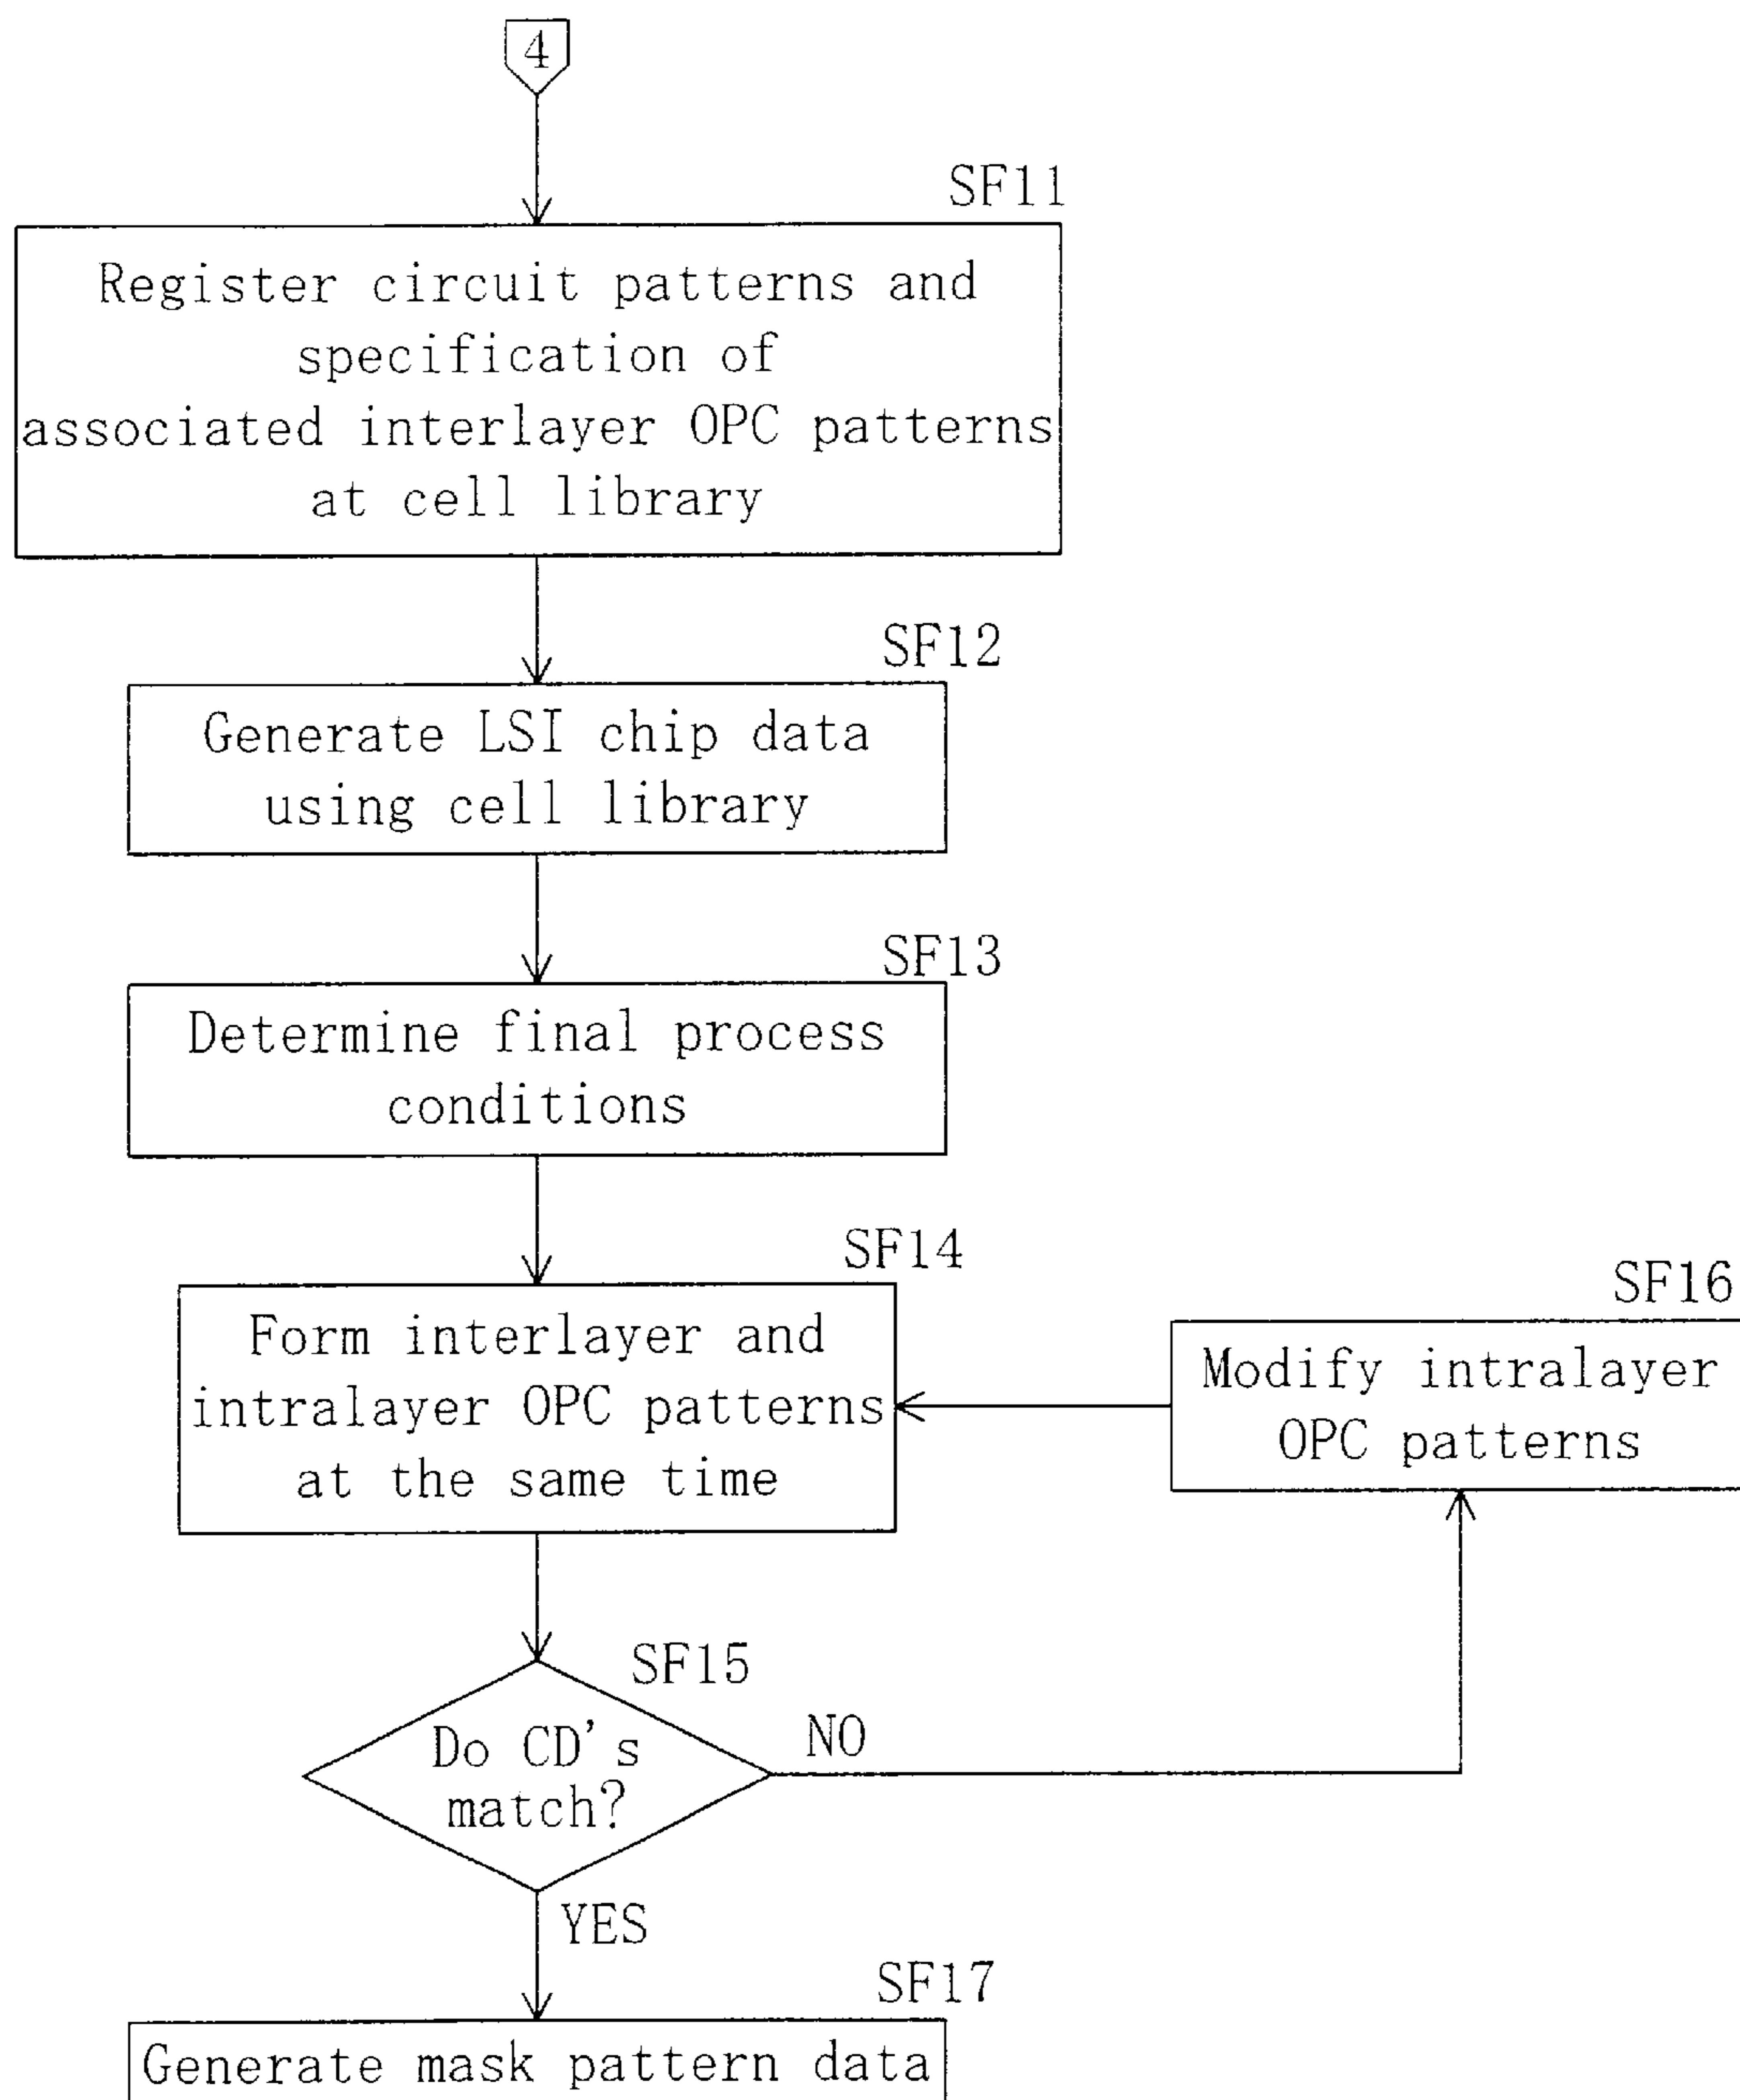 4
SF11
Register circuit patterns and
specification of
associated interlayer OPC patterns
at cell library
SF12
Generate LSI chip data
using cell library
SF13
Determine final process
conditions
SF14
Form interlayer and
intralayer OPC patterns
at the same time
SF16
Modify intralayer
OPC patterns
SF15
Do CD's
match?
NO
YES
SF17
Generate mask pattern data